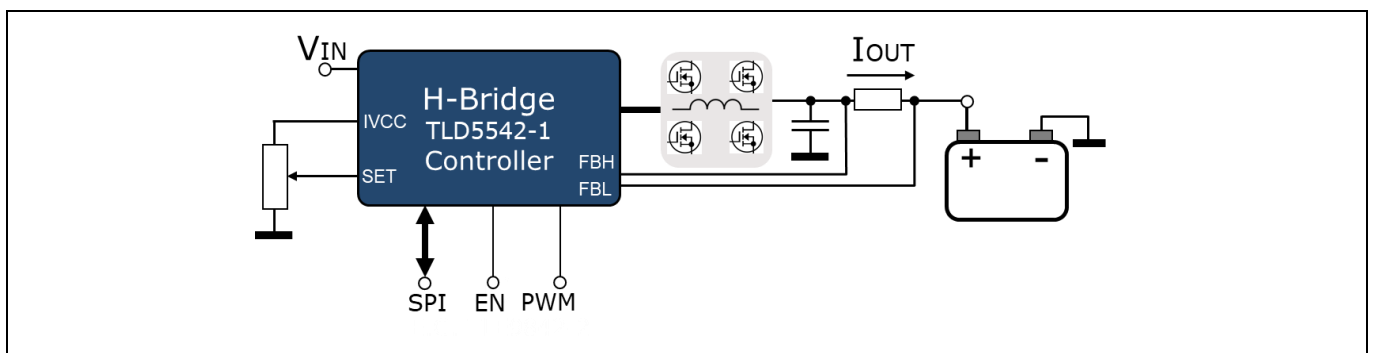 VIN
IOUT
H-Bridge
TLD5542-1
Controller
IVCC
SET
FBH
FBL
+ -
SPI EN PWM